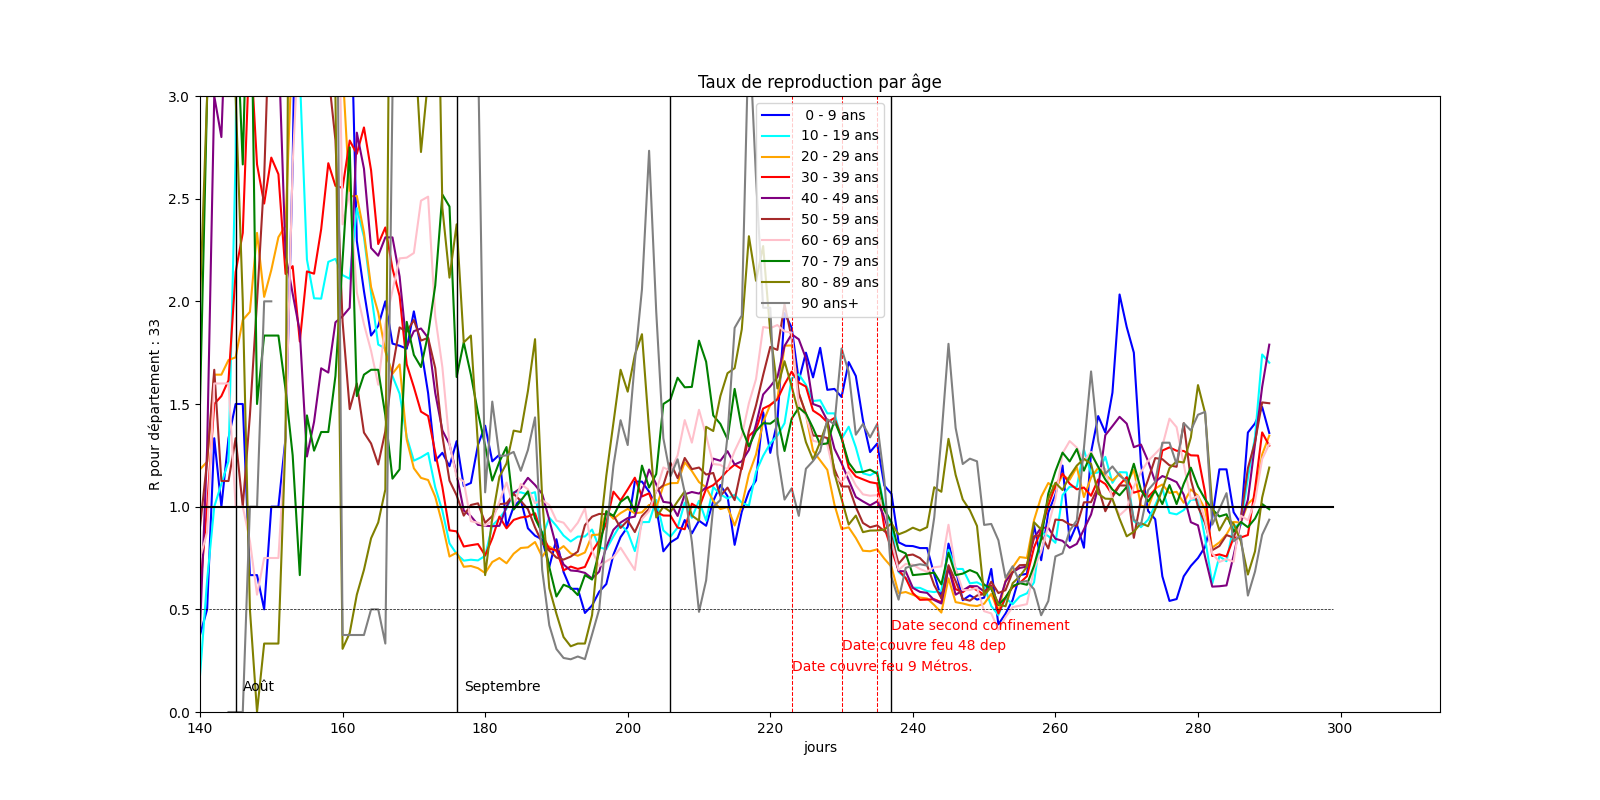 Taux de reproduction par âge
R pour département : 33
3.0
2.5
2.0
1.5
1.0
0.5
0.0
0 - 9 ans
10 - 19 ans
20 - 29 ans
30 - 39 ans
40 - 49 ans
50 - 59 ans
60 - 69 ans
70 - 79 ans
80 - 89 ans
90 ans+
Date second confinement
Date couvre feu 48 dep
Date couvre feu 9 Métros.
Août
Septembre
140 160 180 200 220 240 260 280 300
jours